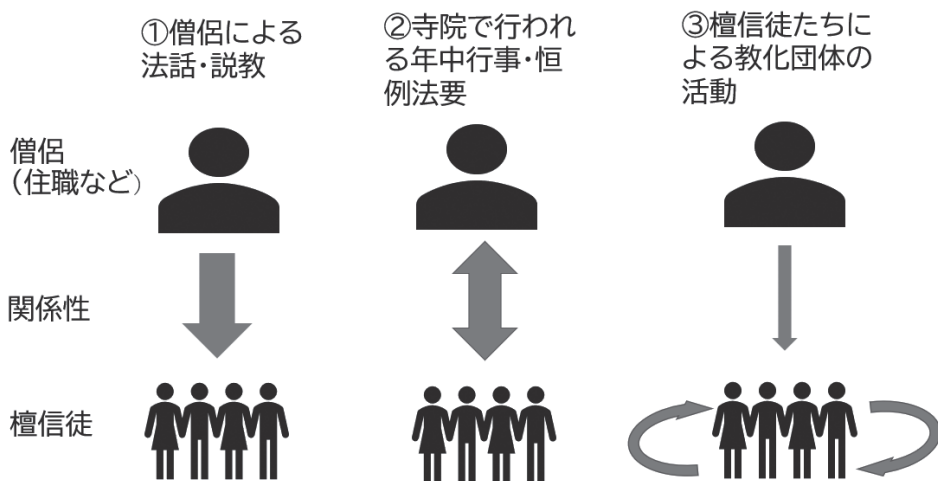 ①僧侶による
法話・説教
②寺院で行われ
る年中行事・恒
例法要
③檀信徒たちに
よる教化団体の
活動
僧侶
（住職など）
関係性
檀信徒